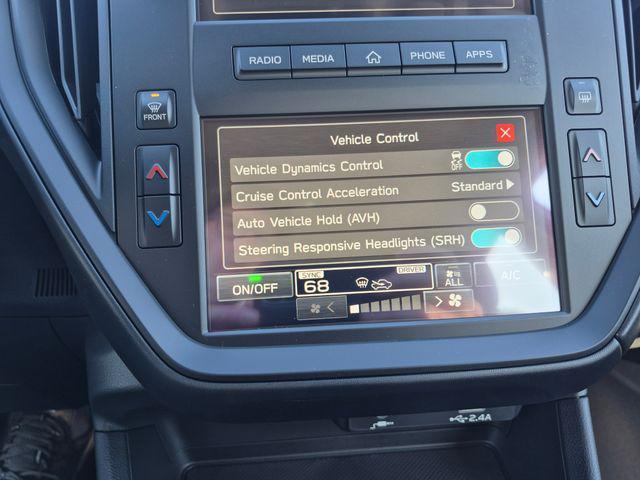 RADIO MEDIA PHONE APPS
FRONT
Vehicle Control
Vehicle Dynamics Control OFF
Cruise Control Acceleration Standard
Auto Vehicle Hold (AVH)
Steering Responsive Headlights (SRH)
ON/OFF SYNC 68 DRIVER ALL A/C
2.4A